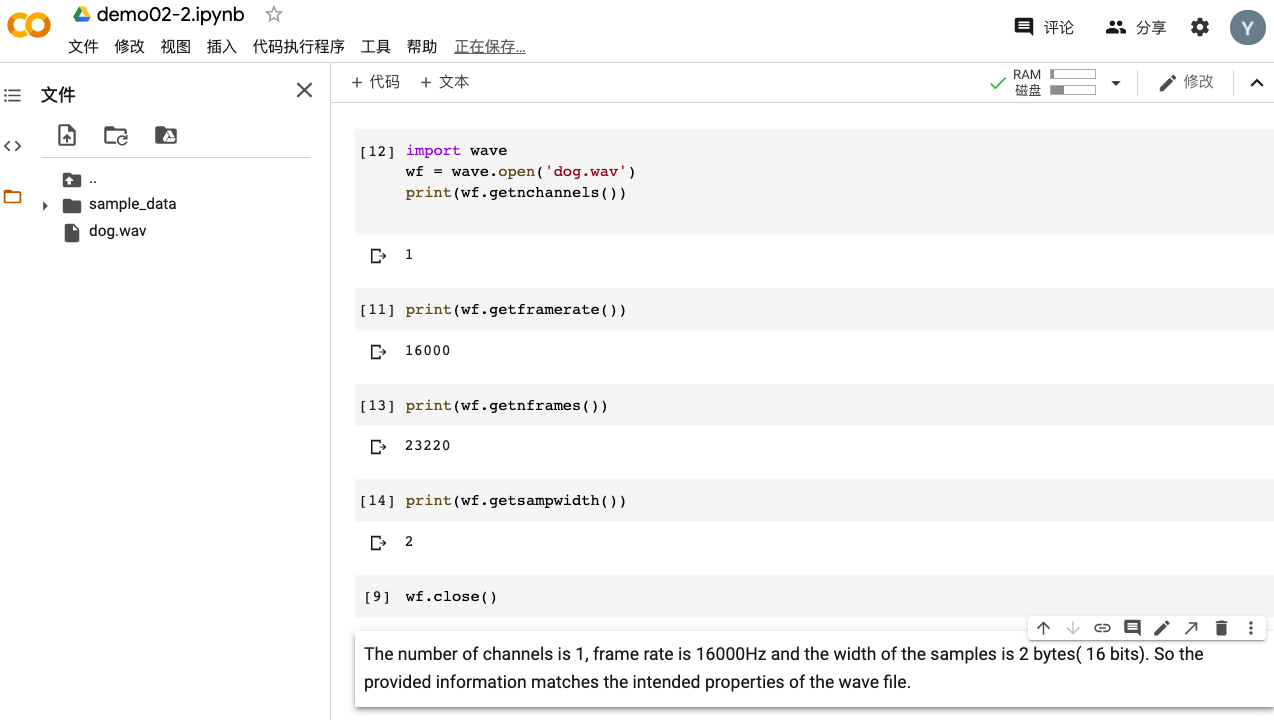 demo02-2.ipynb
评论
分享
Y
文件 修改 视图 插入 代码执行程序 工具 帮助 正在保存...
文件
+ 代码 + 文本
RAM
磁盘
修改
..
sample_data
dog.wav
[12] import wave
wf = wave.open('dog.wav')
print(wf.getnchannels())
1
[11] print(wf.getframerate())
16000
[13] print(wf.getnframes())
23220
[14] print(wf.getsampwidth())
2
[9] wf.close()
The number of channels is 1, frame rate is 16000Hz and the width of the samples is 2 bytes( 16 bits). So the
provided information matches the intended properties of the wave file.